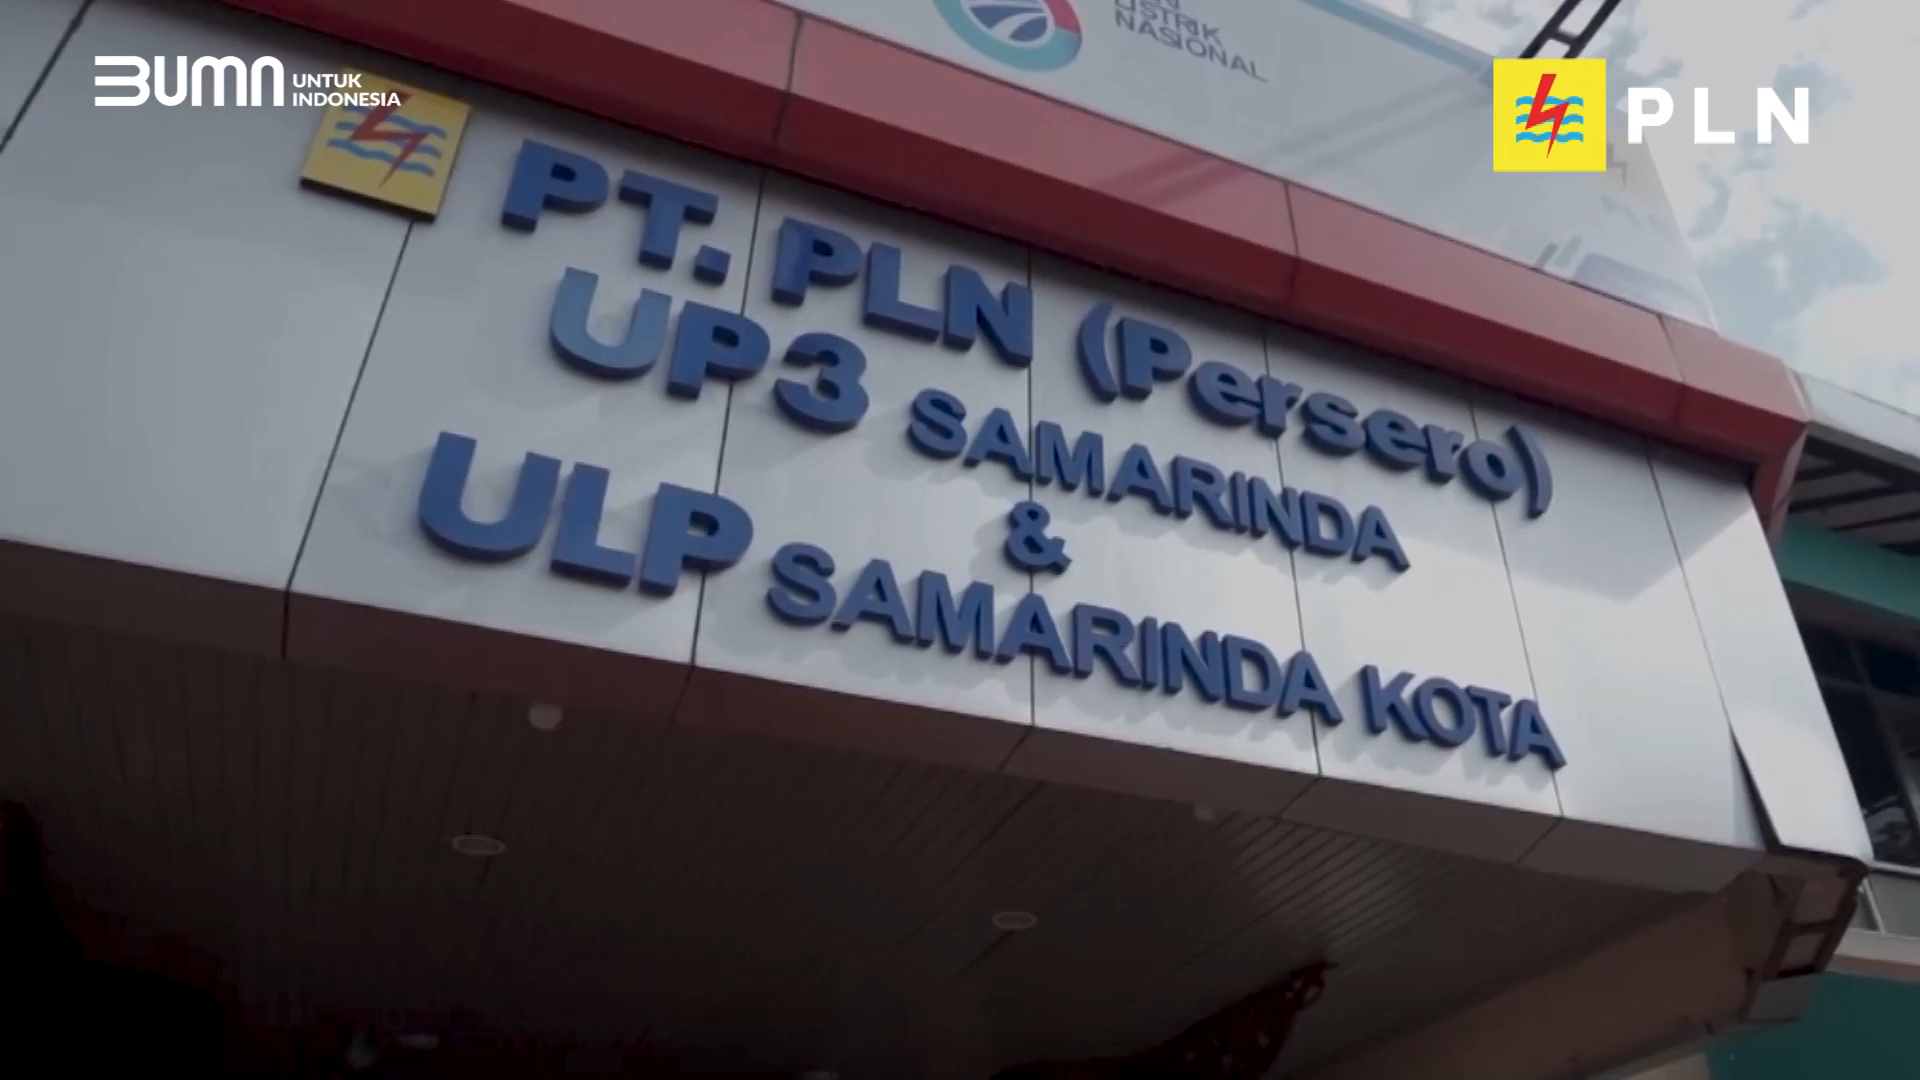 BUMN UNTUK
INDONESIA
PLN
LISTRIK
NASIONAL
PT. PLN (Persero)
UP3 SAMARINDA
&
ULP SAMARINDA KOTA